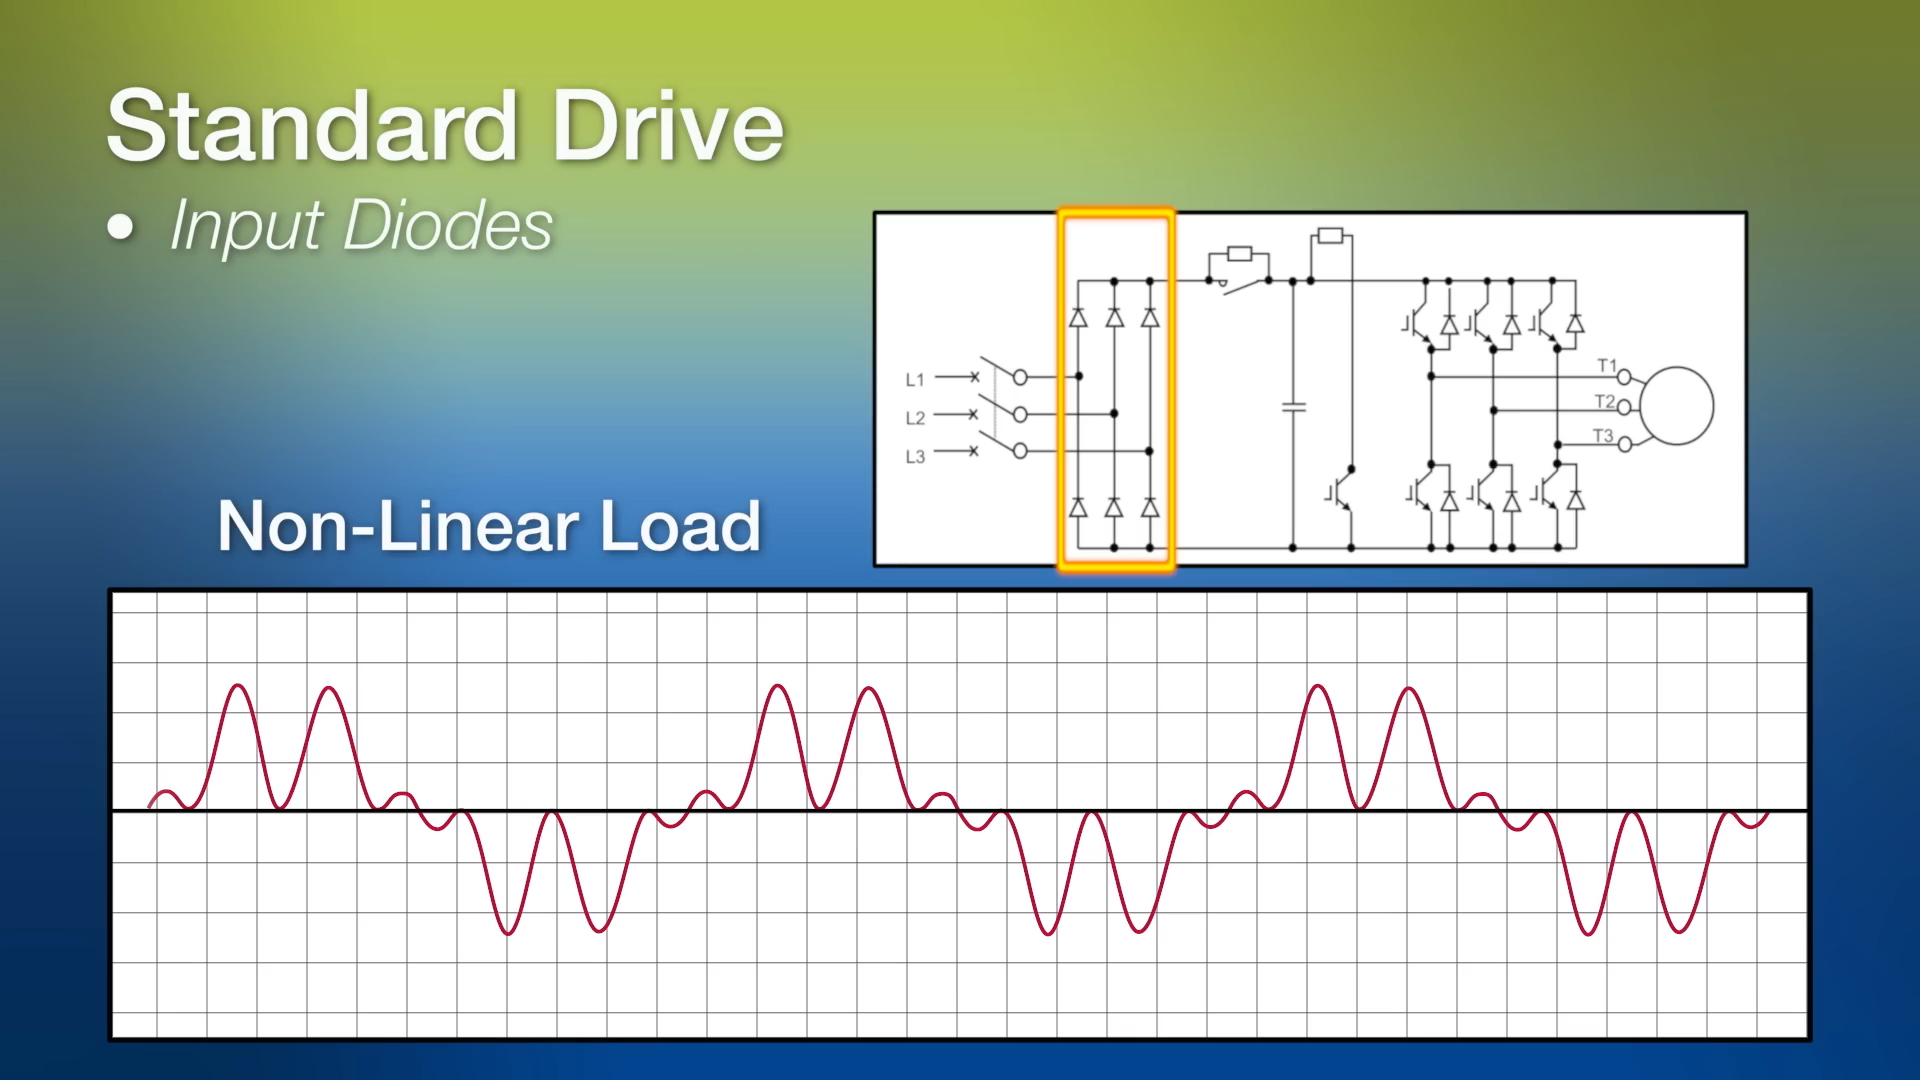 Standard Drive
• Input Diodes
Non-Linear Load
L1
L2
L3
T1
T2
T3